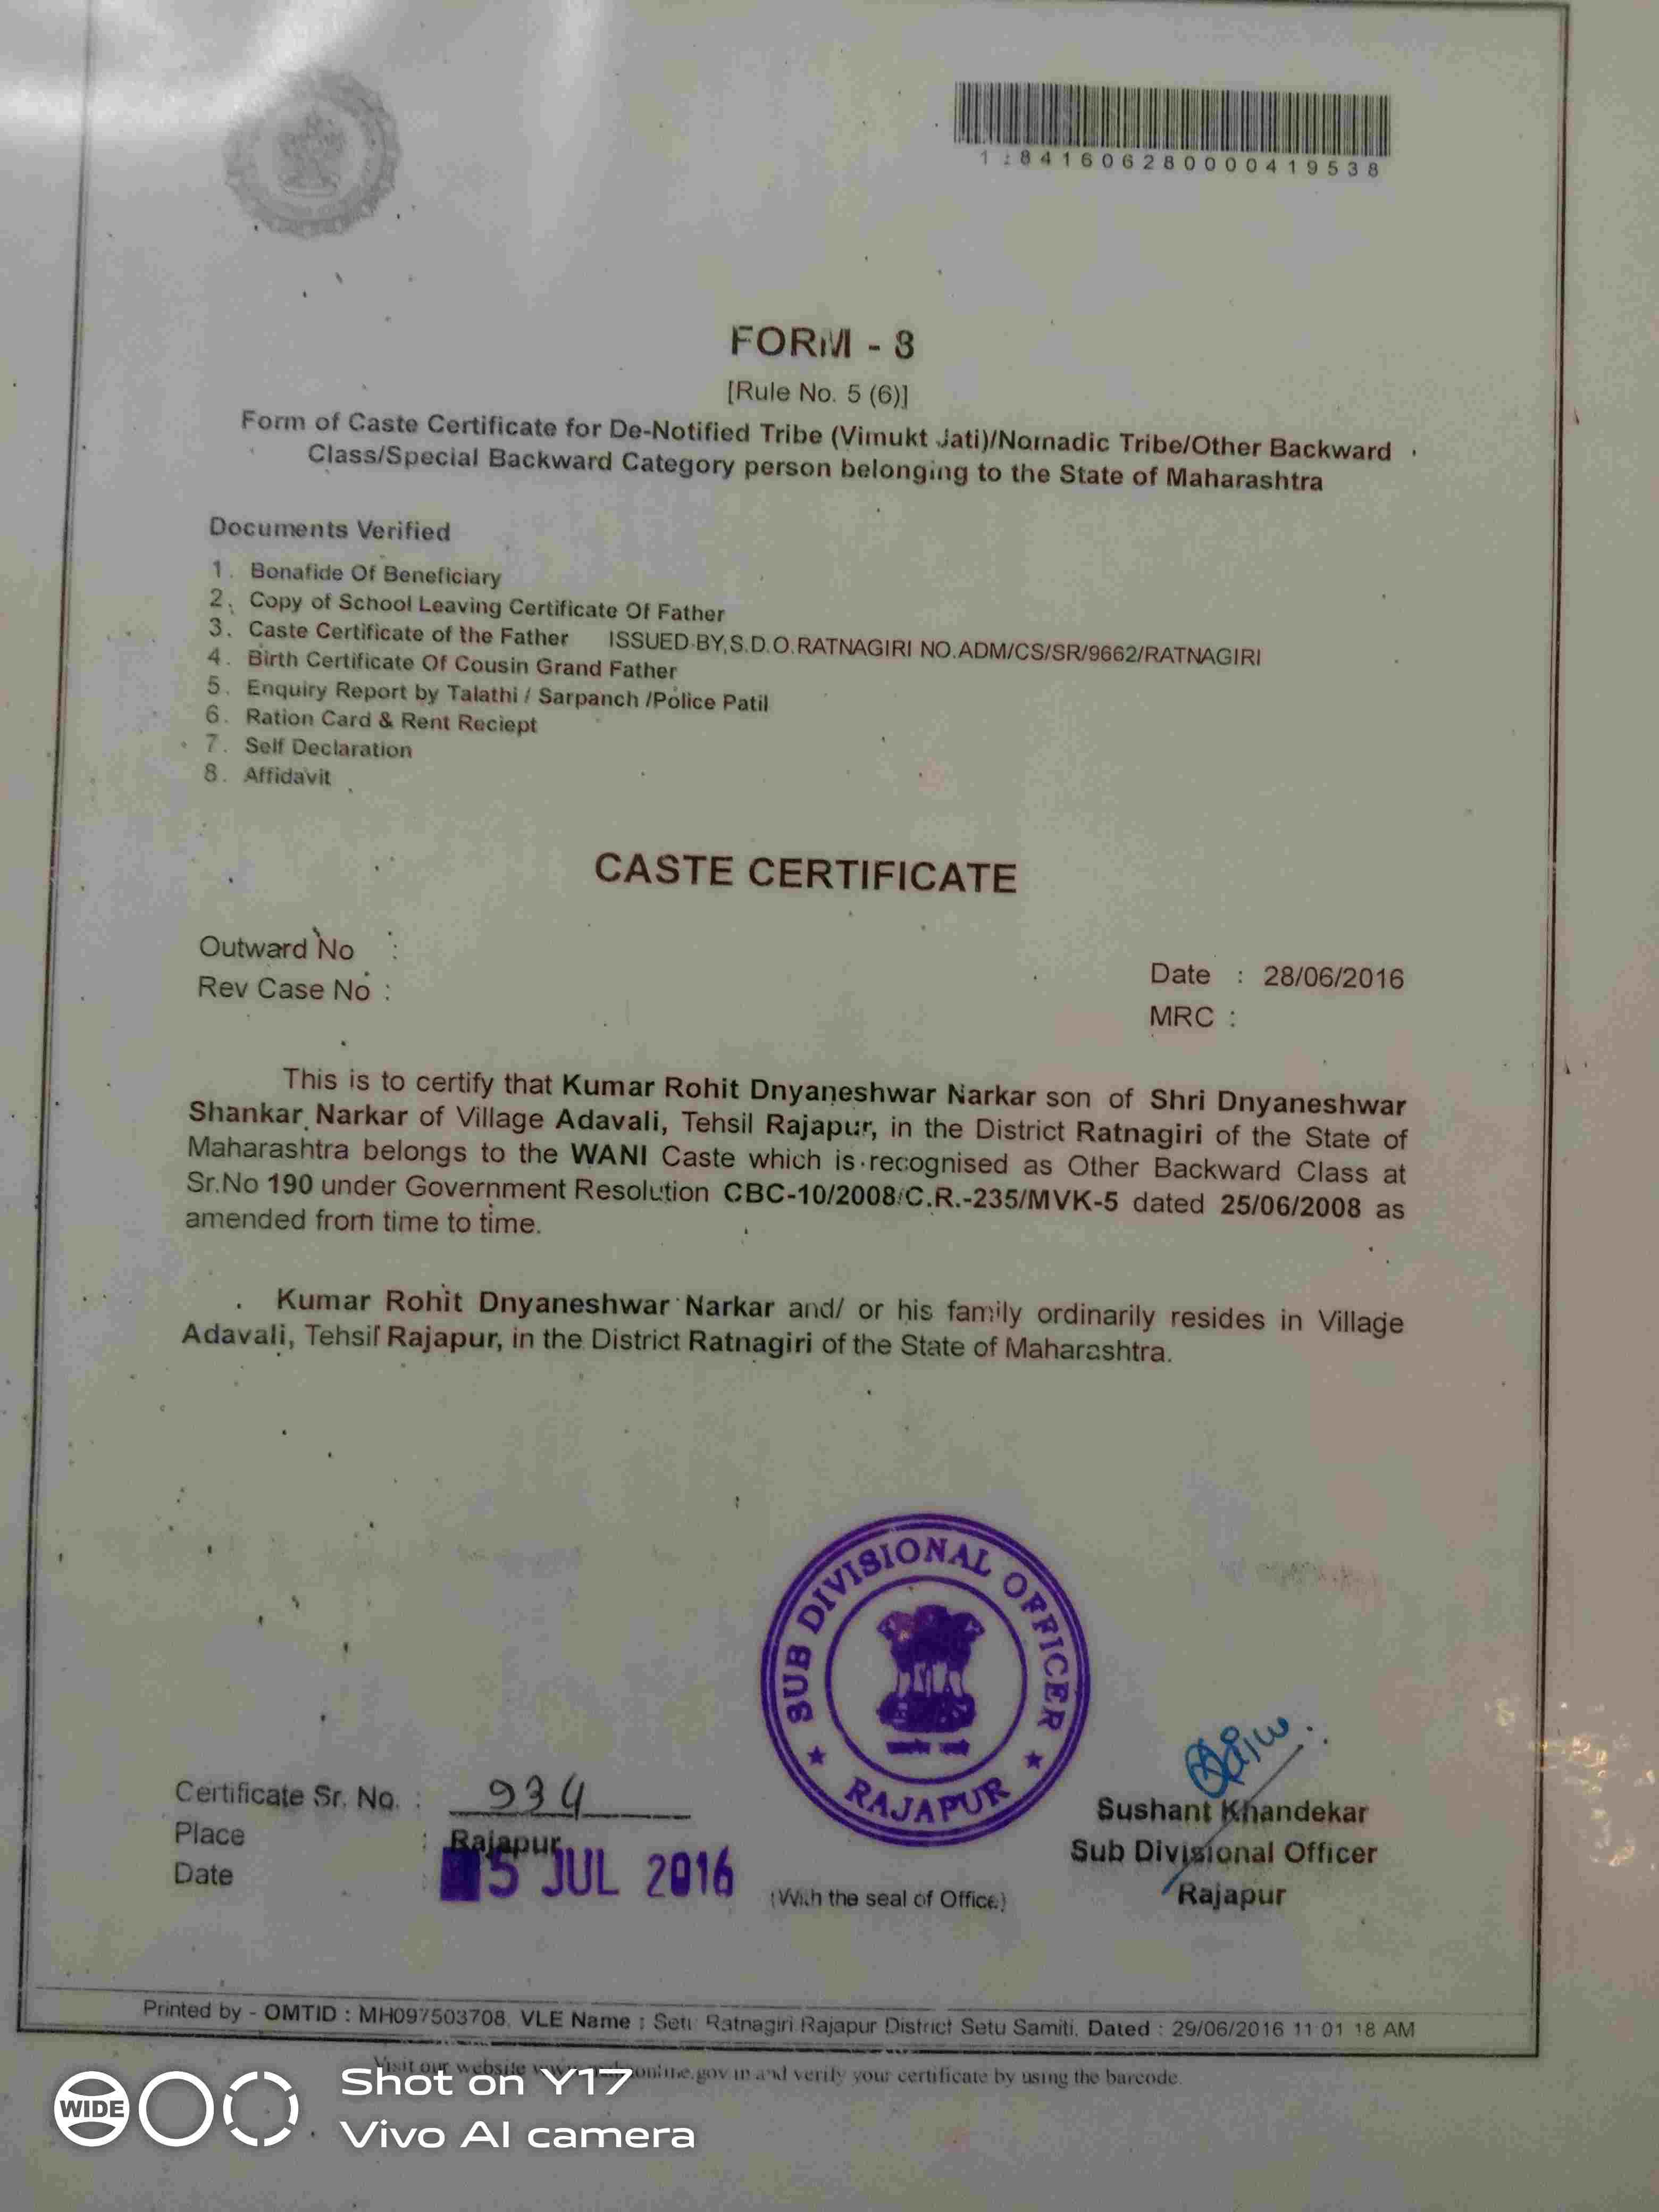 1 2 8 4 1 6 0 6 2 8 0 0 0 0 4 1 9 5 3 8
FORM - 8
[Rule No. 5 (6)]
Form of Caste Certificate for De-Notified Tribe (Vimukt Jati)/Nomadic Tribe/Other Backward
Class/Special Backward Category person belonging to the State of Maharashtra
Documents Verified
1. Bonafide Of Beneficiary
2. Copy of School Leaving Certificate Of Father
3. Caste Certificate of the Father ISSUED BY,S.D.O.RATNAGIRI NO.ADM/CS/SR/9662/RATNAGIRI
4. Birth Certificate Of Cousin Grand Father
5. Enquiry Report by Talathi / Sarpanch /Police Patil
6. Ration Card & Rent Reciept
7. Self Declaration
8. Affidavit
CASTE CERTIFICATE
Outward No :
Rev Case No :
Date : 28/06/2016
MRC :
This is to certify that Kumar Rohit Dnyaneshwar Narkar son of Shri Dnyaneshwar
Shankar Narkar of Village Adavali, Tehsil Rajapur, in the District Ratnagiri of the State of
Maharashtra belongs to the WANI Caste which is recognised as Other Backward Class at
Sr.No 190 under Government Resolution CBC-10/2008/C.R.-235/MVK-5 dated 25/06/2008 as
amended from time to time.
Kumar Rohit Dnyaneshwar Narkar and/ or his family ordinarily resides in Village
Adavali, Tehsil Rajapur, in the District Ratnagiri of the State of Maharashtra.
SUB DIVISIONAL OFFICER
★ RAJAPUR ★
Certificate Sr. No. : 934
Place : Rajapur
Date 5 JUL 2016
(With the seal of Office)
Sushant Khandekar
Sub Divisional Officer
Rajapur
Printed by - OMTID : MH097503708, VLE Name : Setu Ratnagiri Rajapur District Setu Samiti, Dated : 29/06/2016 11:01:18 AM
Visit our website and verify your certificate by using the barcode.
WIDE
Shot on Y17
Vivo AI camera